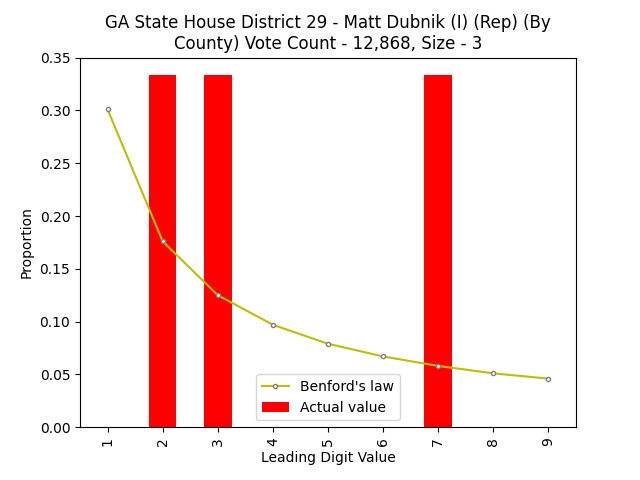 GA State House District 29 - Matt Dubnik (I) (Rep) (By
County) Vote Count - 12,868, Size - 3
0.35
0.30
0.25
0.20
0.15
0.10
0.05
0.00
Proportion
Benford's law
Actual value
1 2 3 4 5 6 7 8 9
Leading Digit Value